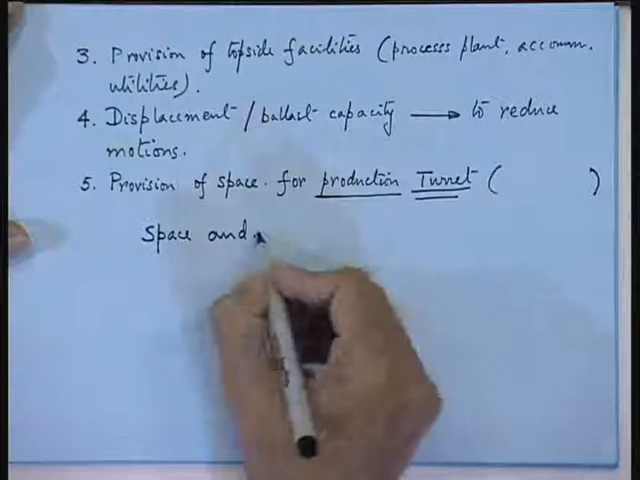 3. Provision of topside facilities (process plant, accomm.
utilities).
4. Displacement / ballast capacity → to reduce
motions.
5. Provision of space. for production Turret ( )
Space and